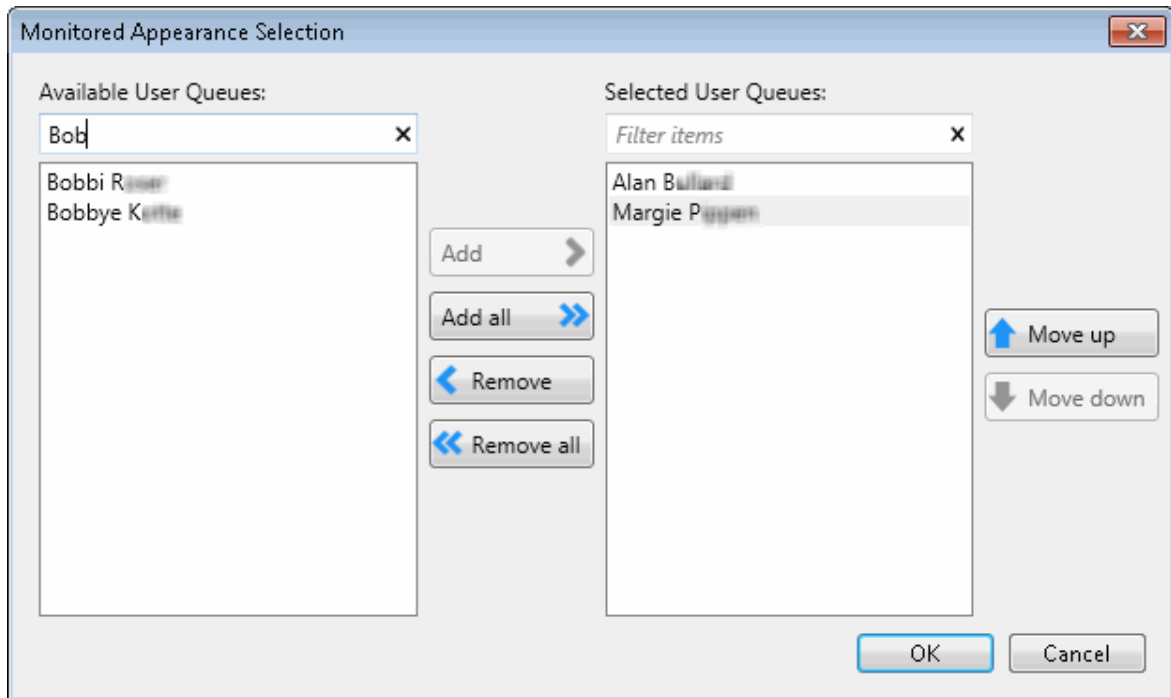 Monitored Appearance Selection
Available User Queues:
Bob
Bobbi R
Bobbye K
Add
Add all
Remove
Remove all
Selected User Queues:
Filter items
Alan B
Margie P
Move up
Move down
OK
Cancel